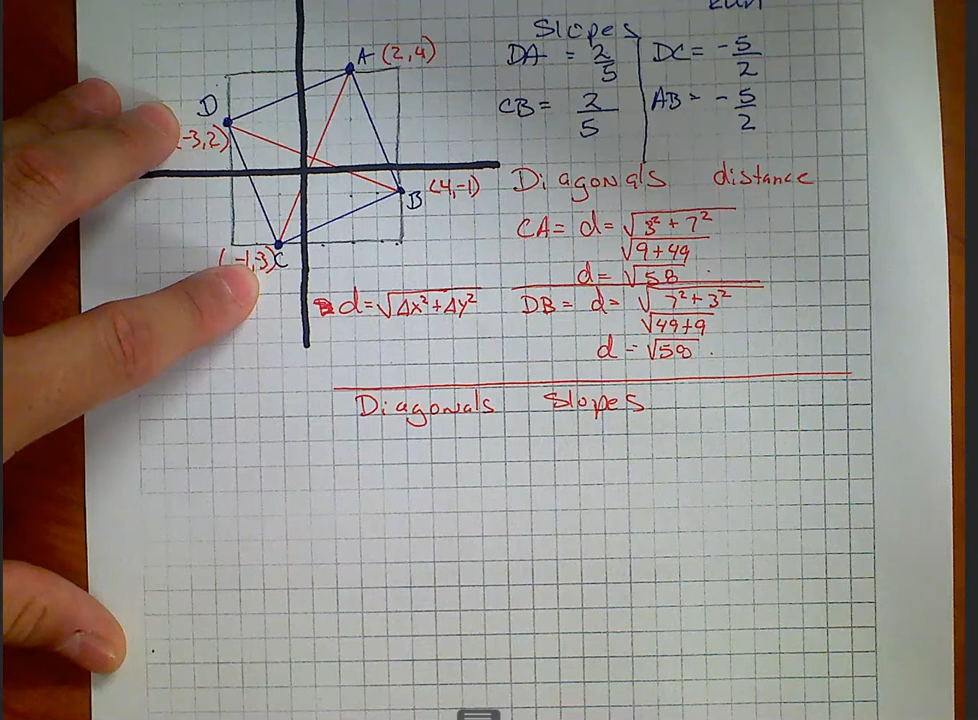 Slopes
DA = 2/5 DC = -5/2
CB = 2/5 AB = -5/2
A (2,4)
D
-3,2)
B (4,-1)
(-1,3)C
Diagonals distance
CA = d = √3²+7²
√9+49
d = √58.
d = √Δx²+Δy²
DB = d = √7²+3²
√49+9
d = √58.
Diagonals Slopes